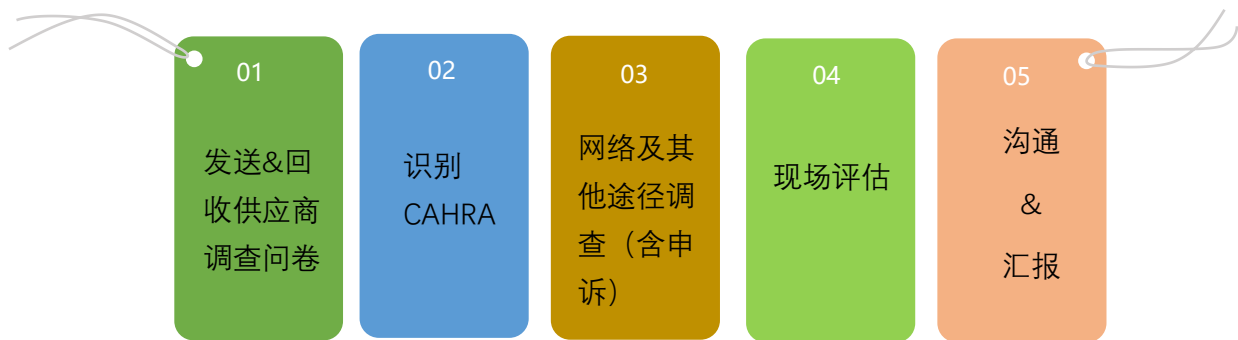 01
发送&回
收供应商
调查问卷
02
识别
CAHRA
03
网络及其
他途径调
查（含申
诉）
04
现场评估
05
沟通
&
汇报